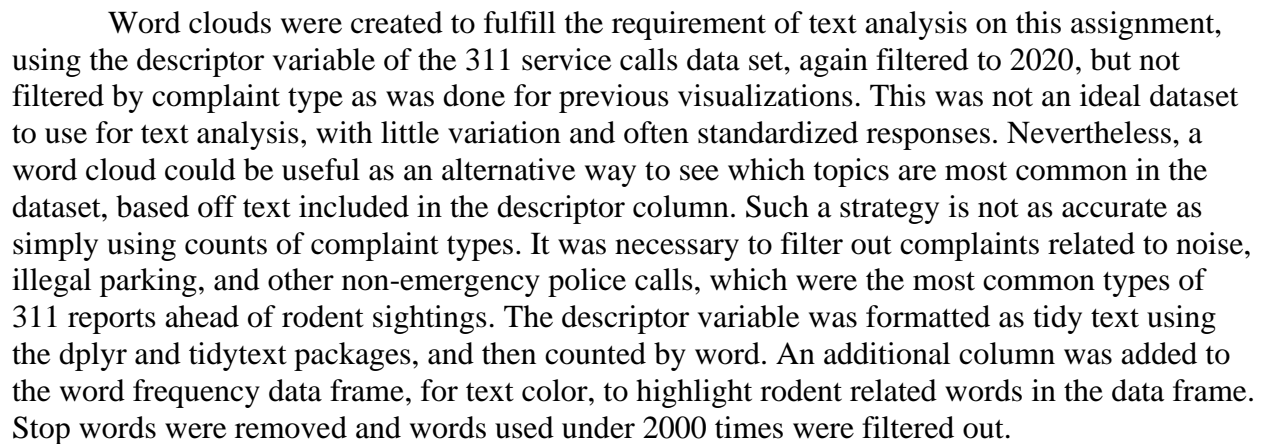 Word clouds were created to fulfill the requirement of text analysis on this assignment,
using the descriptor variable of the 311 service calls data set, again filtered to 2020, but not
filtered by complaint type as was done for previous visualizations. This was not an ideal dataset
to use for text analysis, with little variation and often standardized responses. Nevertheless, a
word cloud could be useful as an alternative way to see which topics are most common in the
dataset, based off text included in the descriptor column. Such a strategy is not as accurate as
simply using counts of complaint types. It was necessary to filter out complaints related to noise,
illegal parking, and other non-emergency police calls, which were the most common types of
311 reports ahead of rodent sightings. The descriptor variable was formatted as tidy text using
the dplyr and tidytext packages, and then counted by word. An additional column was added to
the word frequency data frame, for text color, to highlight rodent related words in the data frame.
Stop words were removed and words used under 2000 times were filtered out.